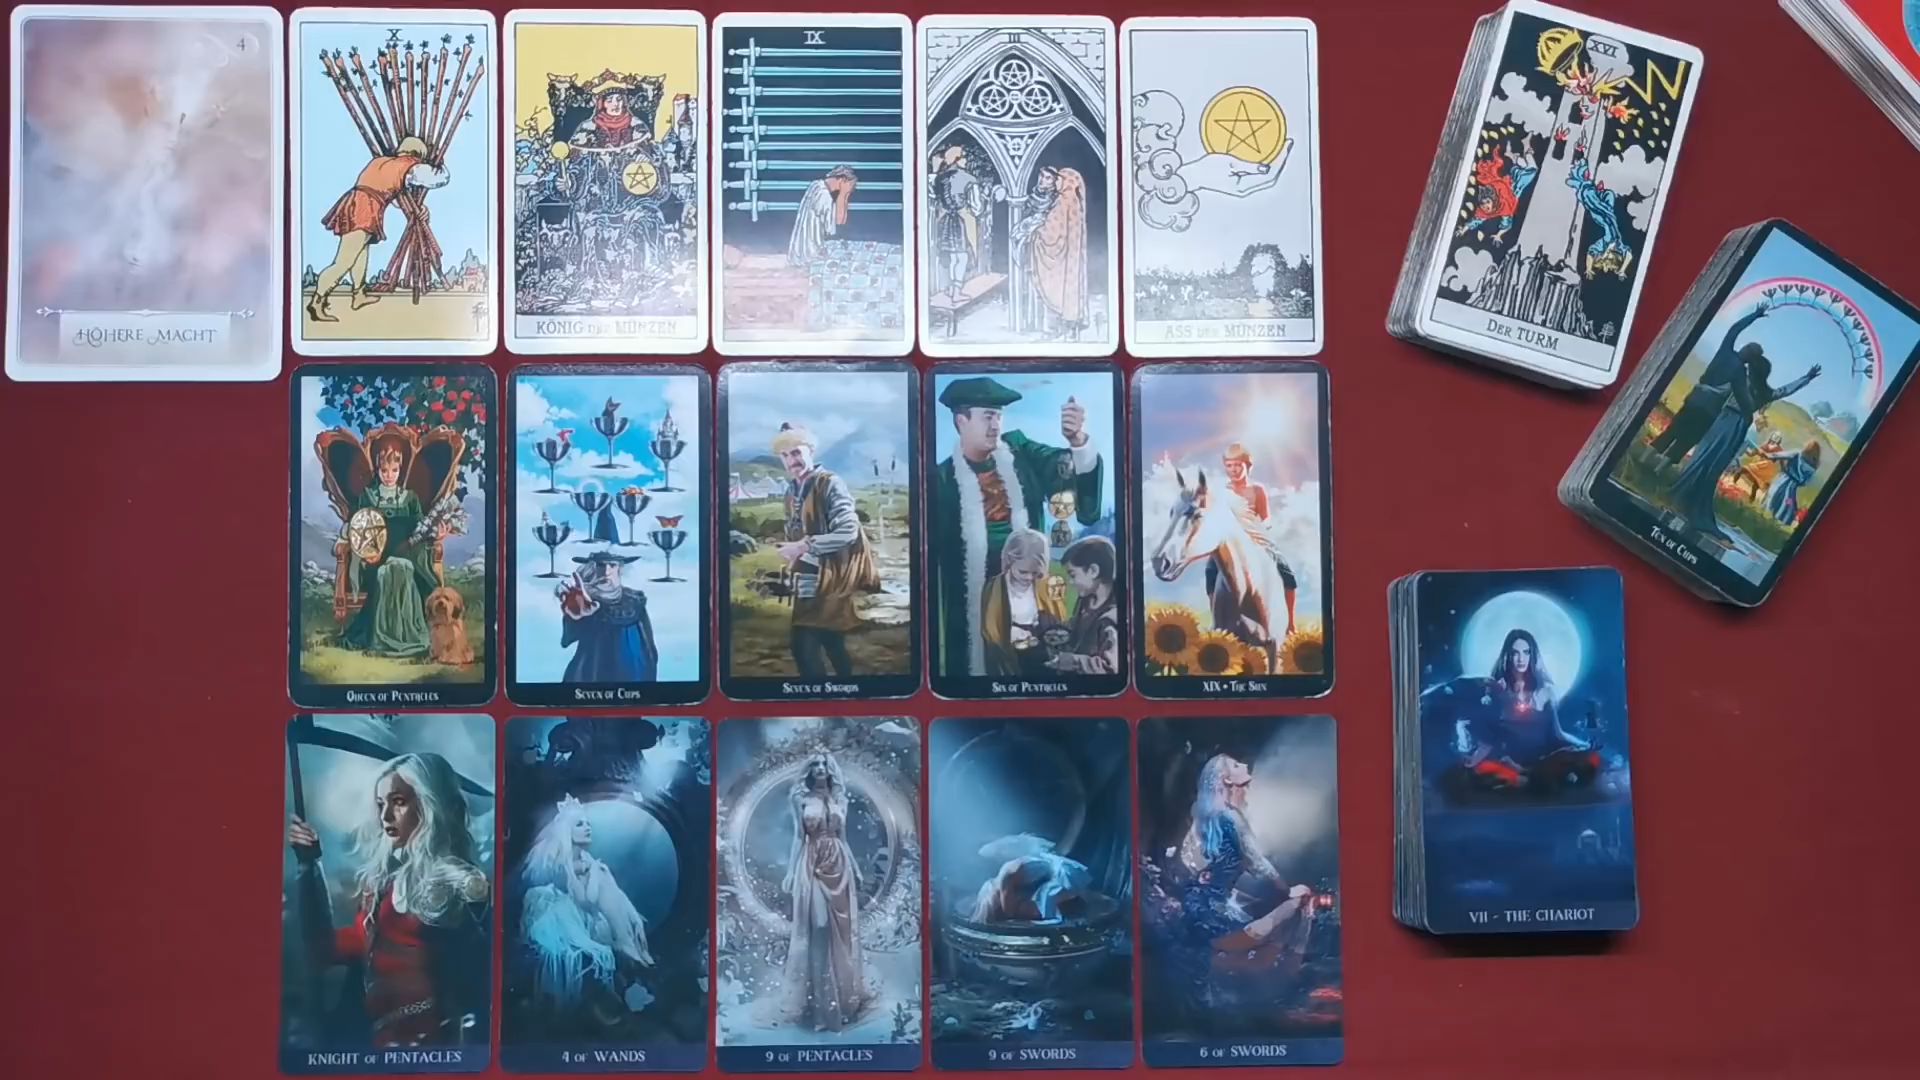 4
HÖHERE MACHT
X
KÖNIG DER MÜNZEN
IX
III
ASS DER MÜNZEN
XVI
DER TURM
TEN OF CUPS
QUEEN OF PENTACLES
SEVEN OF CUPS
SEVEN OF SWORDS
SIX OF PENTACLES
XIX • THE SUN
VII - THE CHARIOT
KNIGHT OF PENTACLES
4 OF WANDS
9 OF PENTACLES
9 OF SWORDS
6 OF SWORDS